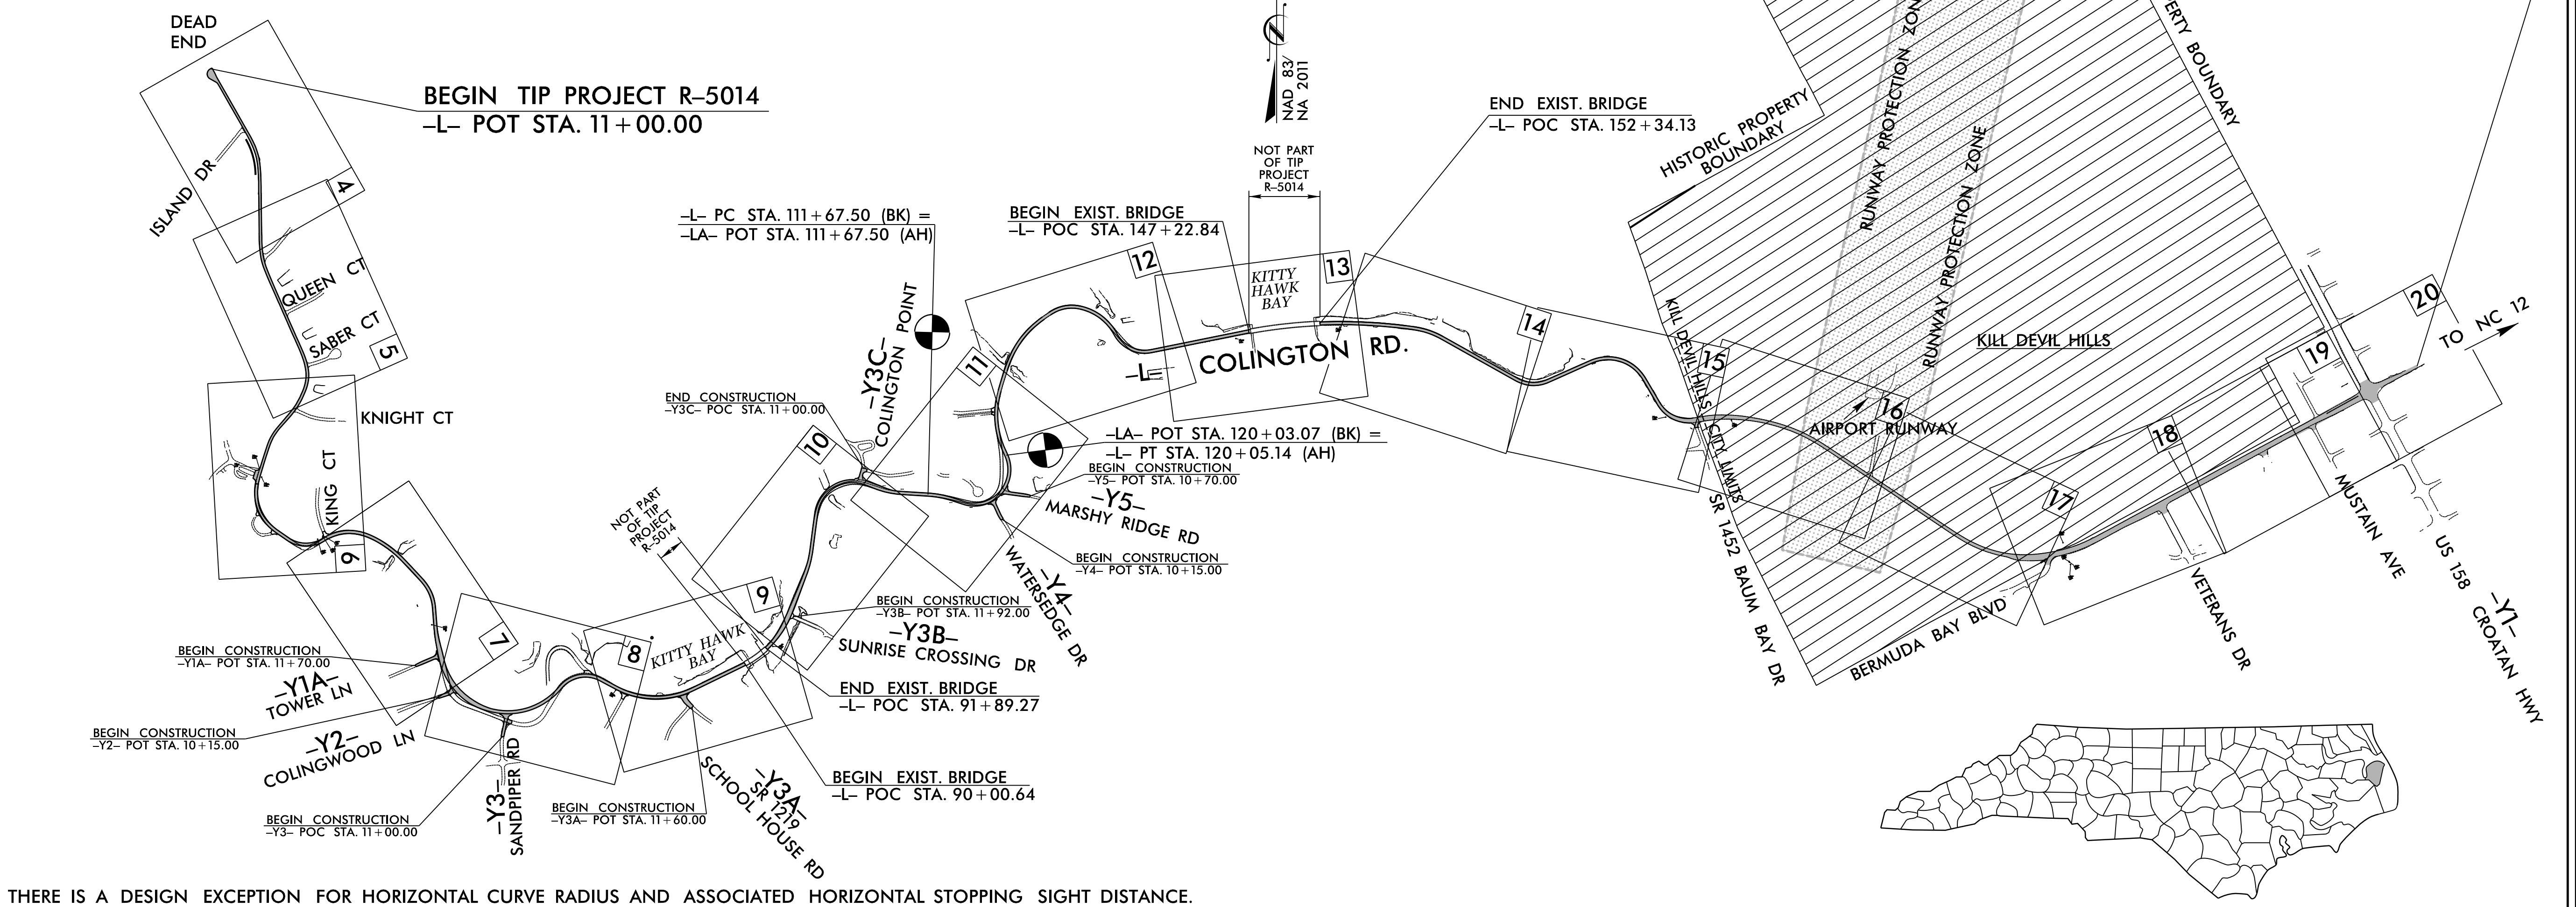 DEAD
END
BEGIN TIP PROJECT R–5014
–L– POT STA. 11+00.00
ISLAND DR
4
QUEEN CT
SABER CT
5
KNIGHT CT
KING CT
6
7
BEGIN CONSTRUCTION
–Y1A– POT STA. 11+70.00
–Y1A–
TOWER LN
BEGIN CONSTRUCTION
–Y2– POT STA. 10+15.00
–Y2–
COLINGWOOD LN
BEGIN CONSTRUCTION
–Y3– POC STA. 11+00.00
–Y3–
SANDPIPER RD
8
KITTY HAWK
BAY
BEGIN CONSTRUCTION
–Y3A– POT STA. 11+60.00
–Y3A–
SR 1219
SCHOOL HOUSE RD
NOT PART
OF TIP
PROJECT
R–5014
9
BEGIN EXIST. BRIDGE
–L– POC STA. 90+00.64
END EXIST. BRIDGE
–L– POC STA. 91+89.27
BEGIN CONSTRUCTION
–Y3B– POT STA. 11+92.00
–Y3B–
SUNRISE CROSSING DR
10
END CONSTRUCTION
–Y3C– POC STA. 11+00.00
–Y3C–
COLINGTON POINT
–L– PC STA. 111+67.50 (BK) =
–LA– POT STA. 111+67.50 (AH)
11
–LA– POT STA. 120+03.07 (BK) =
–L– PT STA. 120+05.14 (AH)
BEGIN CONSTRUCTION
–Y5– POT STA. 10+70.00
–Y5–
MARSHY RIDGE RD
BEGIN CONSTRUCTION
–Y4– POT STA. 10+15.00
–Y4–
WATERSEDGE DR
12
BEGIN EXIST. BRIDGE
–L– POC STA. 147+22.84
NOT PART
OF TIP
PROJECT
R–5014
NAD 83/
NA 2011
KITTY
HAWK
BAY
13
–L–
COLINGTON RD.
END EXIST. BRIDGE
–L– POC STA. 152+34.13
14
HISTORIC PROPERTY
BOUNDARY
RUNWAY PROTECTION ZON
RUNWAY PROTECTION ZONE
ERTY BOUNDARY
KILL DEVIL HILLS CITY LIMITS
15
SR 1452 BAUM BAY DR
16
AIRPORT RUNWAY
KILL DEVIL HILLS
17
BERMUDA BAY BLVD
18
VETERANS DR
19
MUSTAIN AVE
20
TO NC 12
–Y1–
US 158 CROATAN HWY
THERE IS A DESIGN EXCEPTION FOR HORIZONTAL CURVE RADIUS AND ASSOCIATED HORIZONTAL STOPPING SIGHT DISTANCE.